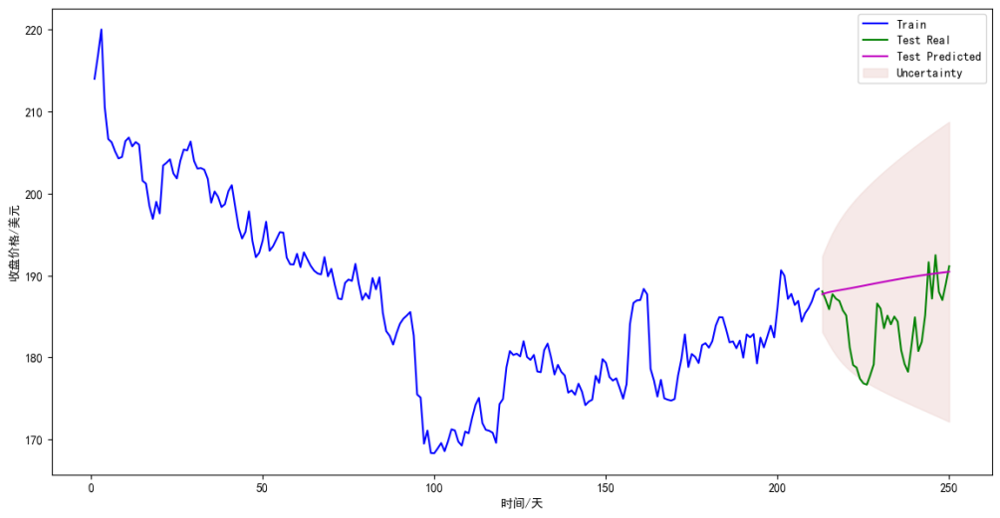 Train
Test Real
Test Predicted
Uncertainty
220
210
200
190
180
170
收盘价格/美元
0
50
100
150
200
250
时间/天